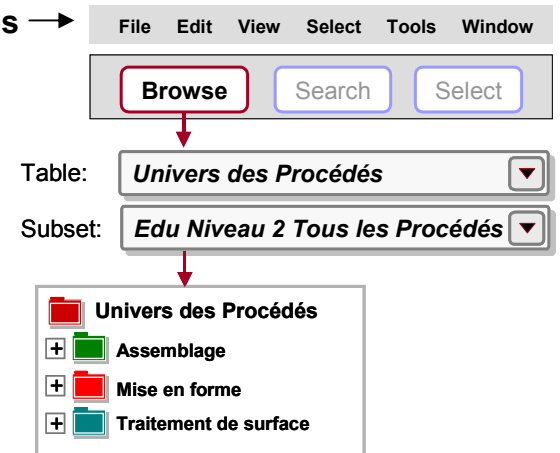 File Edit View Select Tools Window
Browse Search Select
Table: Univers des Procédés
Subset: Edu Niveau 2 Tous les Procédés
Univers des Procédés
Assemblage
Mise en forme
Traitement de surface